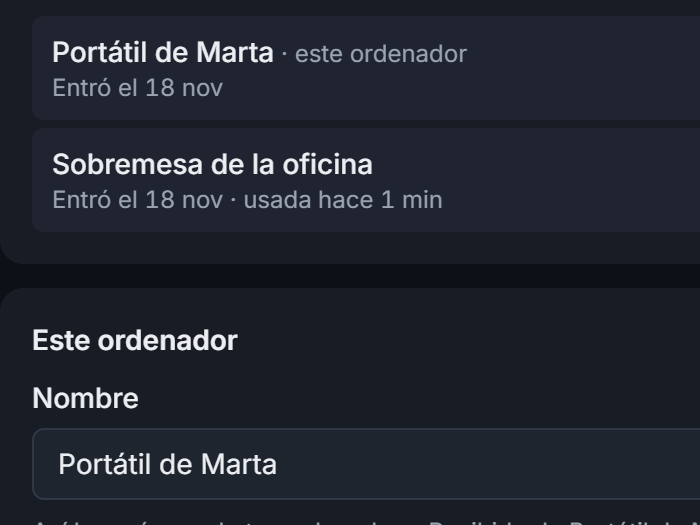 Portátil de Marta · este ordenador
Entró el 18 nov
Sobremesa de la oficina
Entró el 18 nov · usada hace 1 min
Este ordenador
Nombre
Portátil de Marta